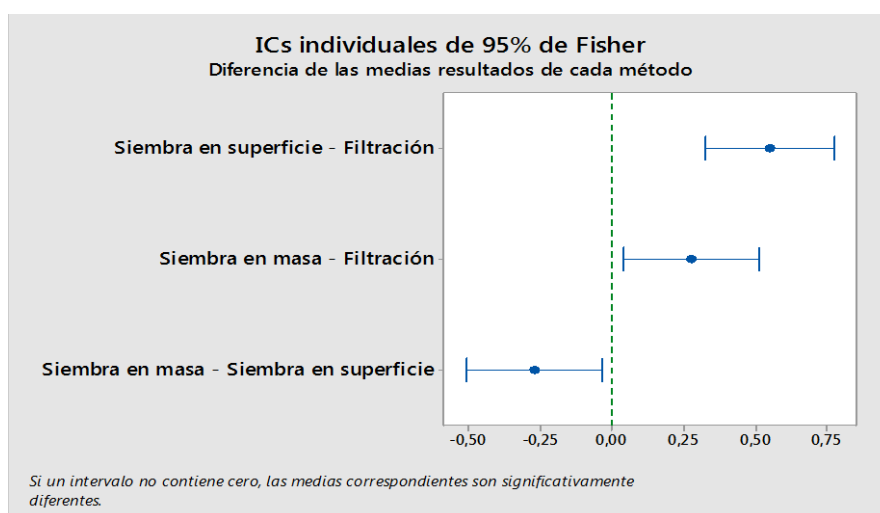 ICs individuales de 95% de Fisher
Diferencia de las medias resultados de cada método
Siembra en superficie - Filtración
Siembra en masa - Filtración
Siembra en masa - Siembra en superficie
-0,50 -0,25 0,00 0,25 0,50 0,75
Si un intervalo no contiene cero, las medias correspondientes son significativamente
diferentes.